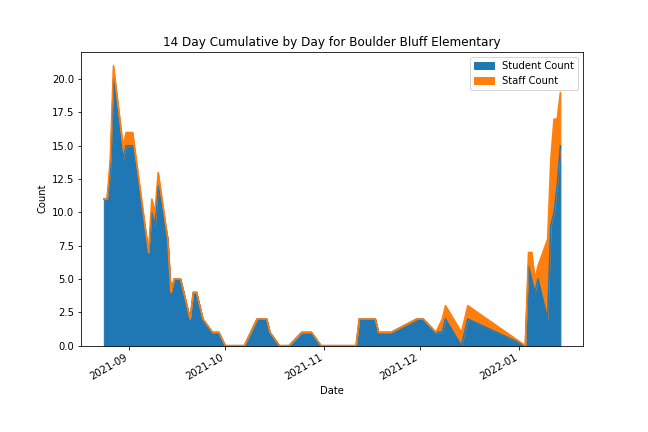 14 Day Cumulative by Day for Boulder Bluff Elementary
Student Count
Staff Count
20.0
17.5
15.0
12.5
10.0
7.5
5.0
2.5
0.0
Count
2021-09
2021-10
2021-11
2021-12
2022-01
Date